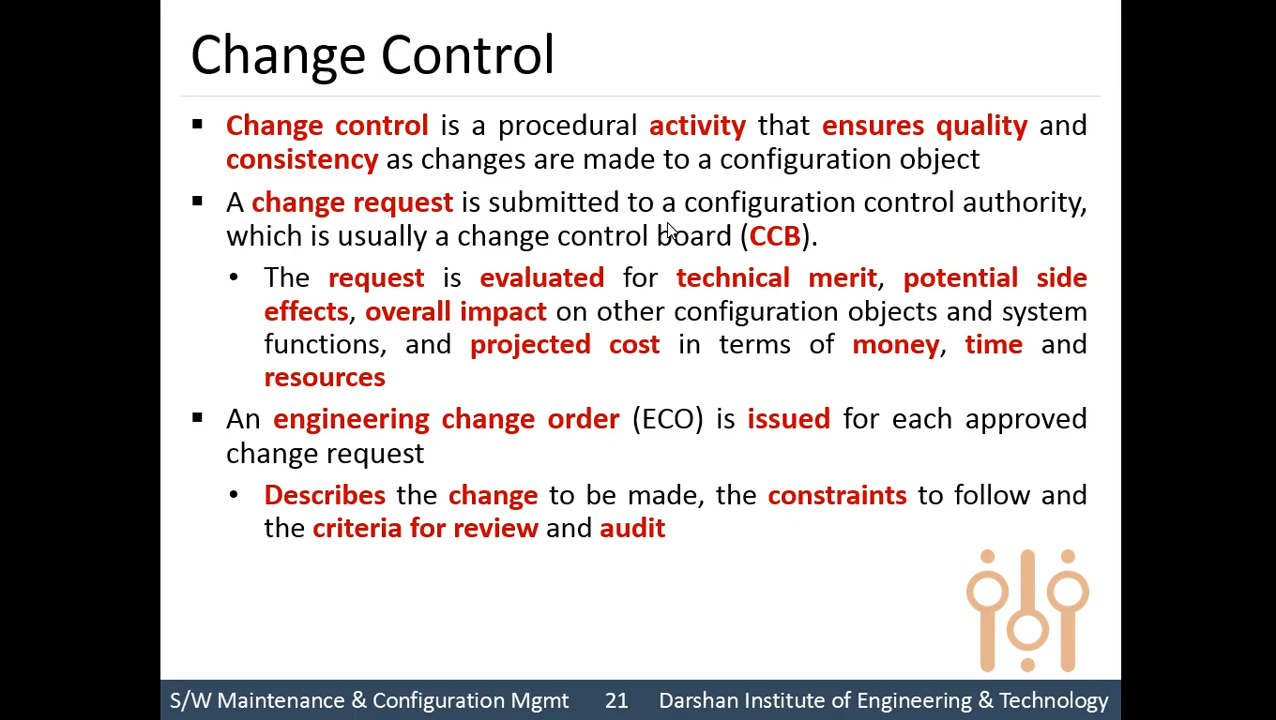 Change Control
▪ Change control is a procedural activity that ensures quality and
consistency as changes are made to a configuration object
▪ A change request is submitted to a configuration control authority,
which is usually a change control board (CCB).
• The request is evaluated for technical merit, potential side
effects, overall impact on other configuration objects and system
functions, and projected cost in terms of money, time and
resources
▪ An engineering change order (ECO) is issued for each approved
change request
• Describes the change to be made, the constraints to follow and
the criteria for review and audit
S/W Maintenance & Configuration Mgmt 21 Darshan Institute of Engineering & Technology